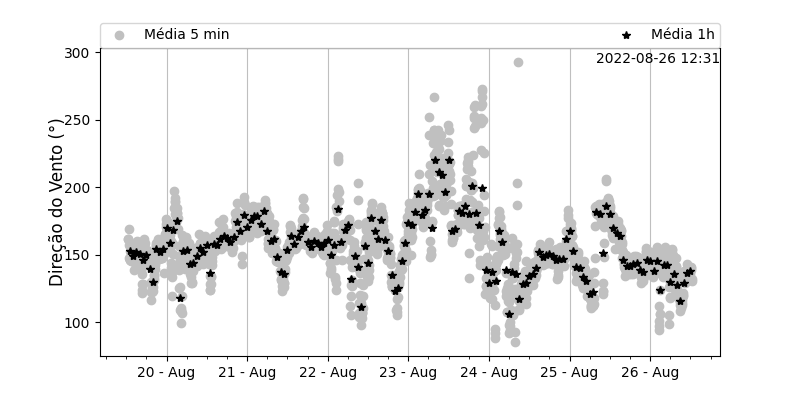 Média 5 min
Média 1h
2022-08-26 12:31
Direção do Vento (°)
300
250
200
150
100
20 - Aug
21 - Aug
22 - Aug
23 - Aug
24 - Aug
25 - Aug
26 - Aug